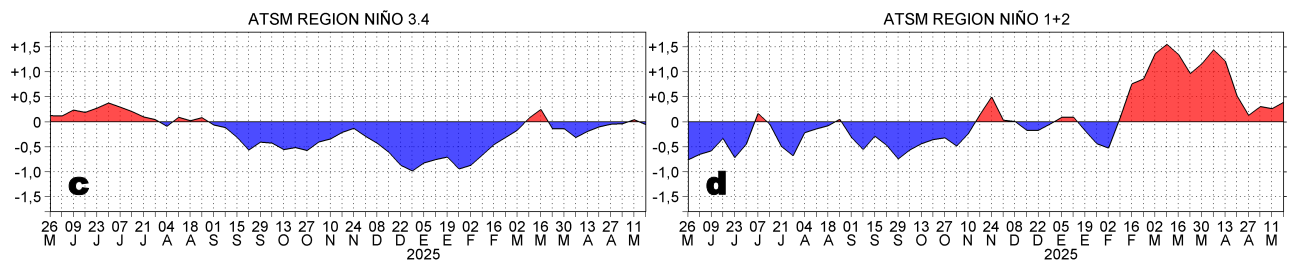 ATSM REGION NIÑO 3.4
+1,5
+1,0
+0,5
0
-0,5
-1,0
-1,5
c
26 09 23 07 21 04 18 01 15 29 13 27 10 24 08 22 05 19 02 16 02 16 30 13 27 11
M J J J J A A S S S O O N N D D E E F F M M M A A M
2025
ATSM REGION NIÑO 1+2
+1,5
+1,0
+0,5
0
-0,5
-1,0
-1,5
d
26 09 23 07 21 04 18 01 15 29 13 27 10 24 08 22 05 19 02 16 02 16 30 13 27 11
M J J J J A A S S S O O N N D D E E F F M M M A A M
2025